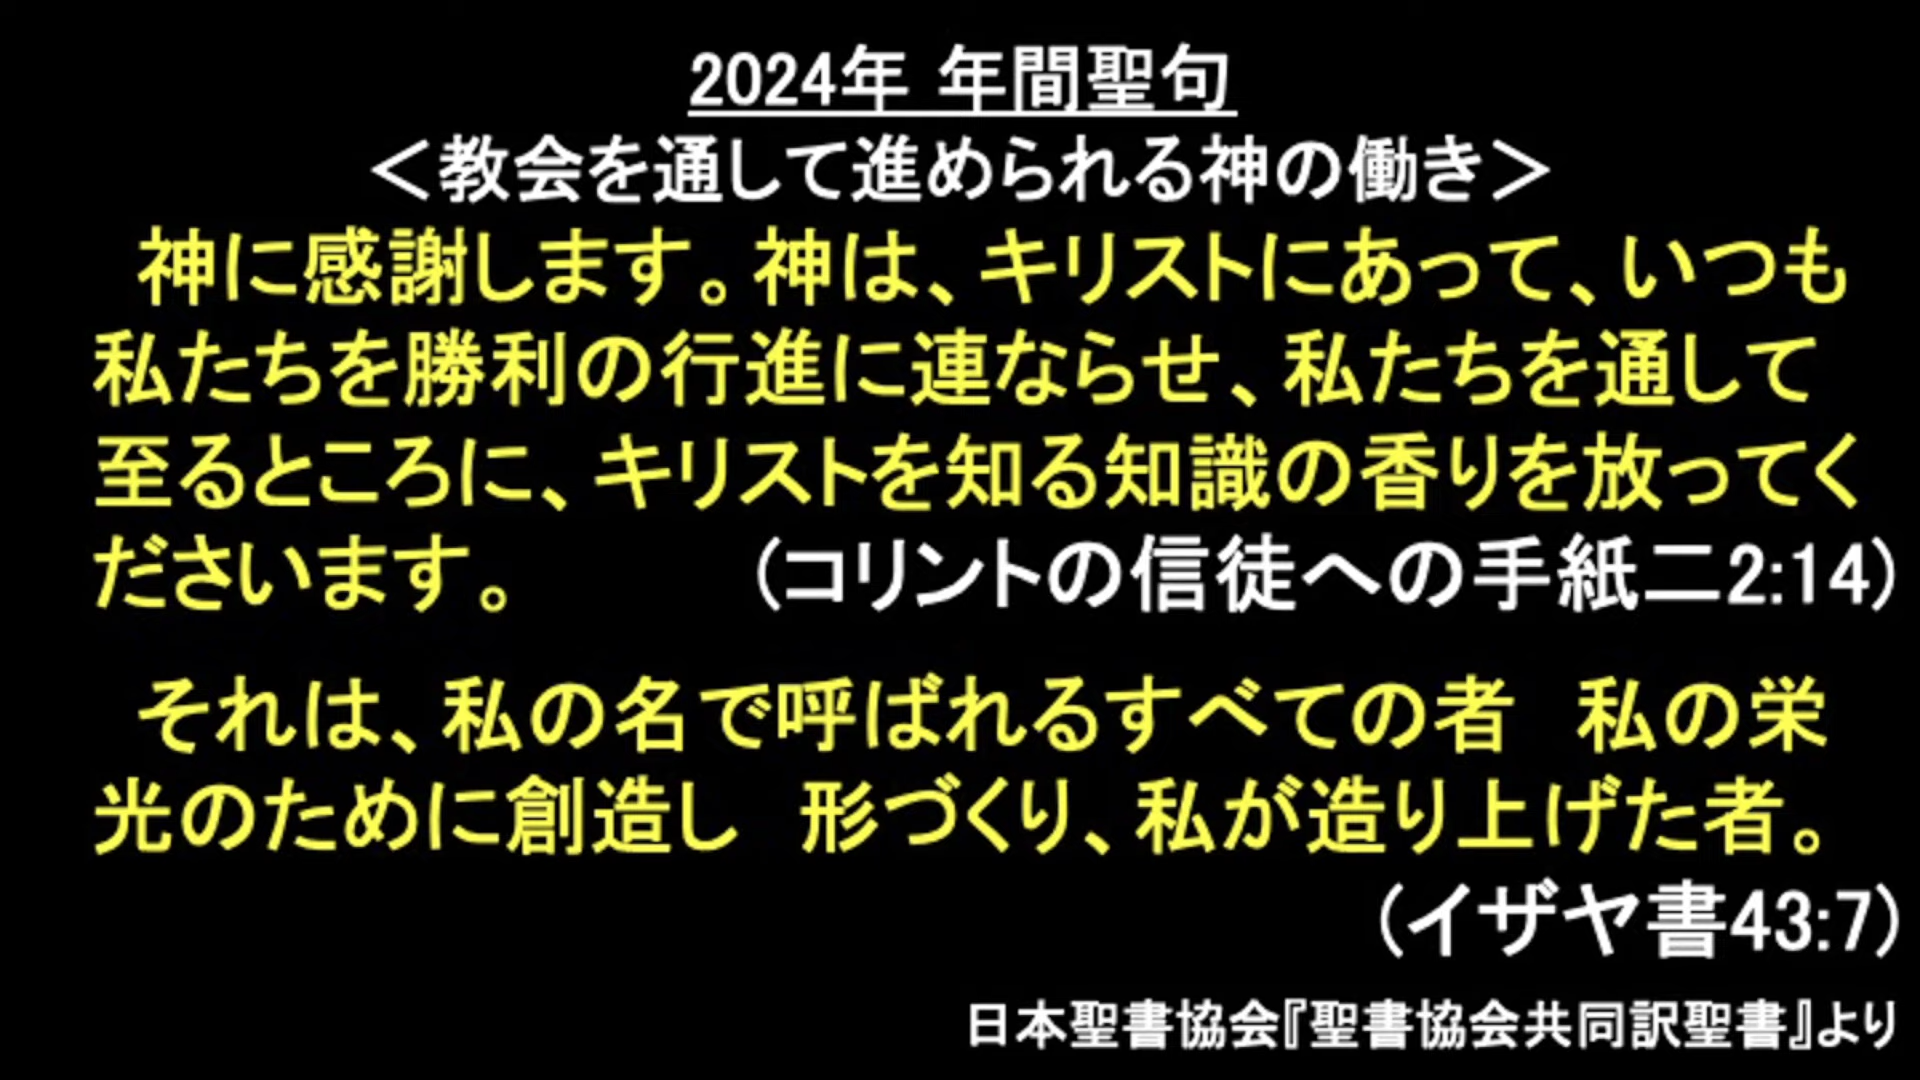 2024年 年間聖句
＜教会を通して進められる神の働き＞
神に感謝します。神は、キリストにあって、いつも
私たちを勝利の行進に連ならせ、私たちを通して
至るところに、キリストを知る知識の香りを放ってく
ださいます。 (コリントの信徒への手紙二2:14)
それは、私の名で呼ばれるすべての者　私の栄
光のために創造し　形づくり、私が造り上げた者。
(イザヤ書43:7)
日本聖書協会『聖書協会共同訳聖書』より